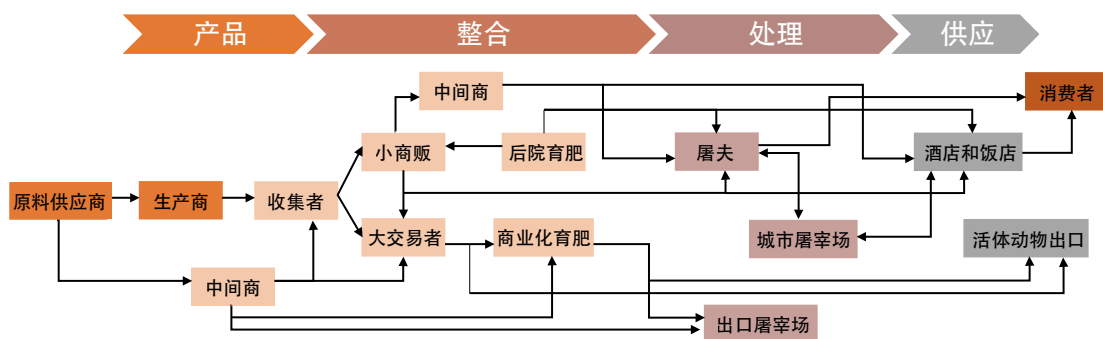 产品
整合
处理
供应
中间商
消费者
小商贩
后院育肥
屠夫
酒店和饭店
原料供应商
生产商
收集者
大交易者
商业化育肥
城市屠宰场
活体动物出口
中间商
出口屠宰场